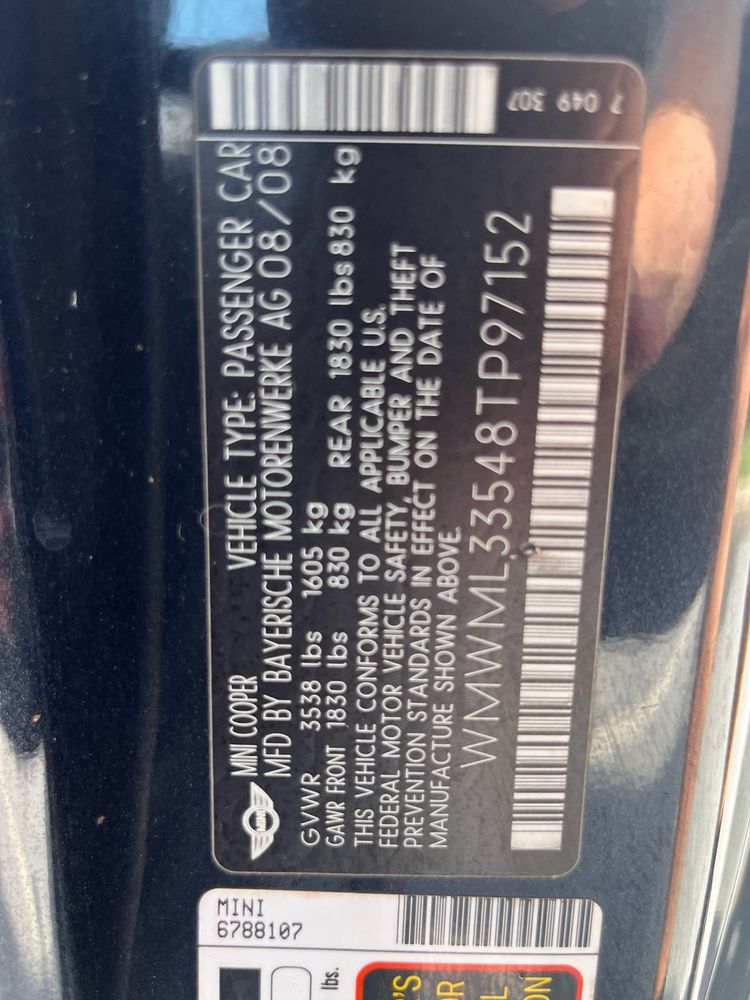 7 049 307
MINI
MINI COOPER VEHICLE TYPE: PASSENGER CAR
MFD BY BAYERISCHE MOTORENWERKE AG 08/08
GVWR 3538 lbs 1605 kg
GAWR FRONT 1830 lbs 830 kg REAR 1830 lbs 830 kg
THIS VEHICLE CONFORMS TO ALL APPLICABLE U.S.
FEDERAL MOTOR VEHICLE SAFETY, BUMPER AND THEFT
PREVENTION STANDARDS IN EFFECT ON THE DATE OF
MANUFACTURE SHOWN ABOVE.
WMWML33548TP97152
MINI
6788107
lbs.